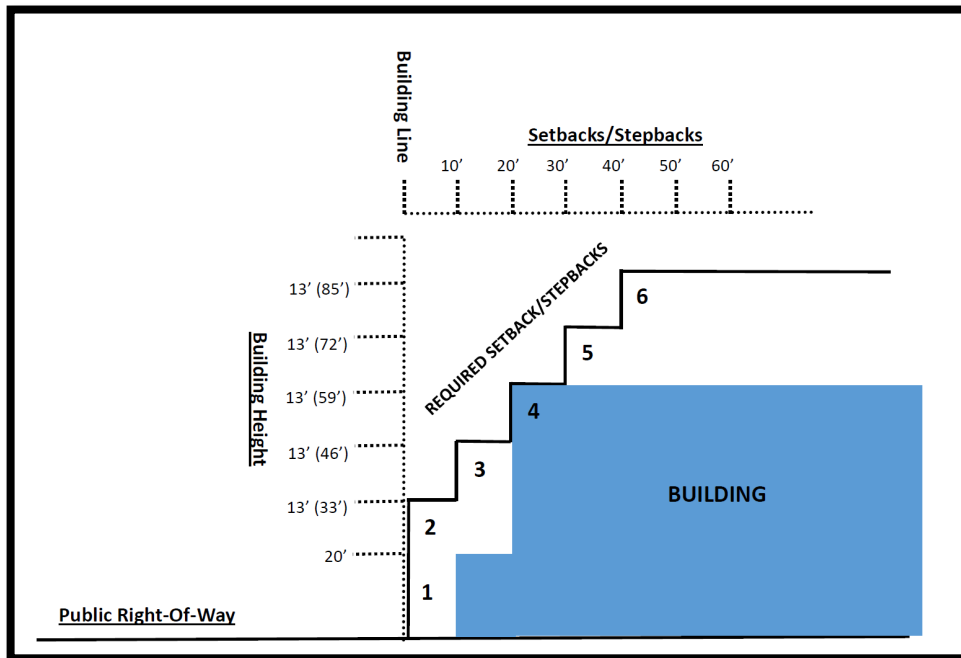 Building Line
Setbacks/Stepbacks
10’ 20’ 30’ 40’ 50’ 60’
REQUIRED SETBACK/STEPBACKS
Building Height
13’ (85’)
13’ (72’)
13’ (59’)
13’ (46’)
13’ (33’)
20’
6
5
4
3
2
1
BUILDING
Public Right-Of-Way